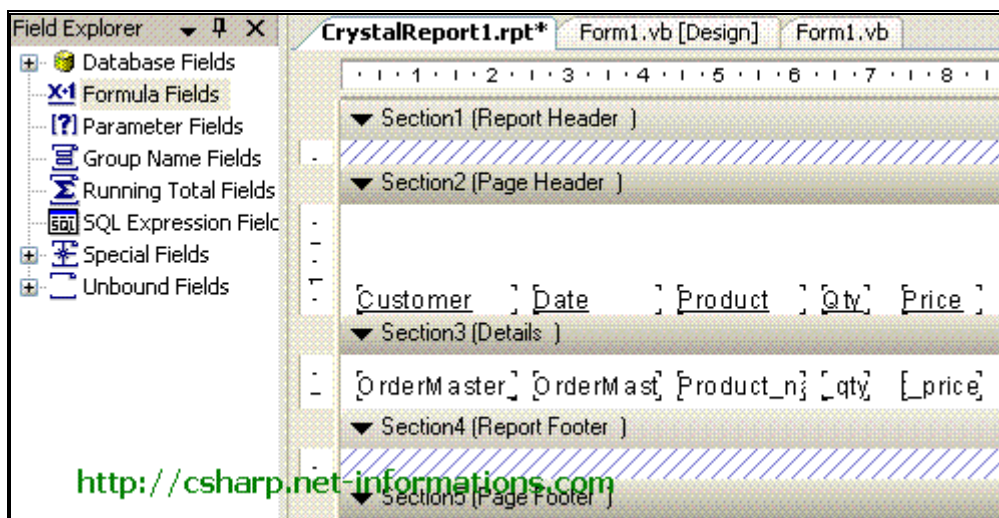 Field Explorer
Database Fields
Formula Fields
Parameter Fields
Group Name Fields
Running Total Fields
SQL Expression Fielc
Special Fields
Unbound Fields
CrystalReport1.rpt* Form1.vb [Design] Form1.vb
1 2 3 4 5 6 7 8
Section1 (Report Header )
Section2 (Page Header )
Customer Date Product Qty Price
Section3 (Details )
OrderMaster_ OrderMast Product_n _qty _price
Section4 (Report Footer )
http://csharp.net-informations.com
Section5 (Page Footer )